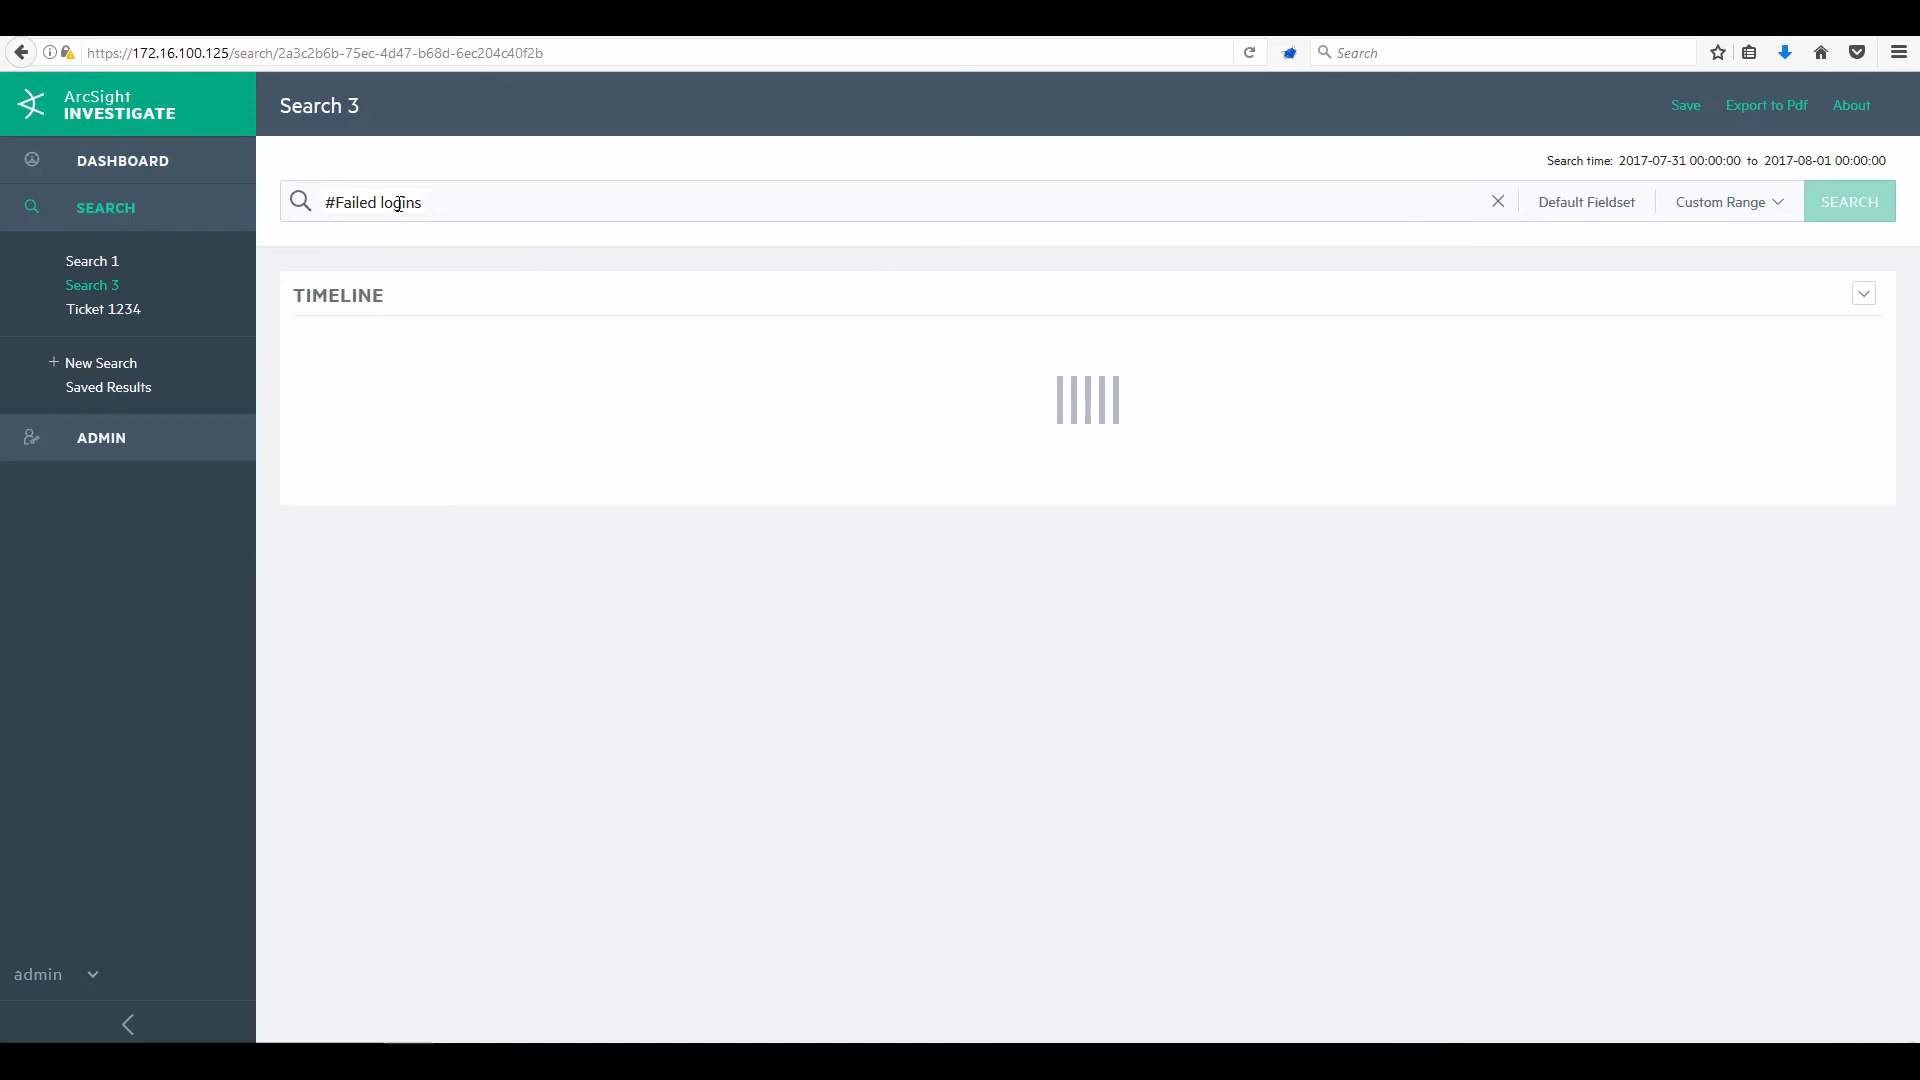 https://172.16.100.125/search/2a3c2b6b-75ec-4d47-b68d-6ec204c40f2b
Search
ArcSight
INVESTIGATE
Search 3
Save
Export to Pdf
About
DASHBOARD
SEARCH
Search 1
Search 3
Ticket 1234
+ New Search
Saved Results
ADMIN
Search time: 2017-07-31 00:00:00 to 2017-08-01 00:00:00
#Failed logins
Default Fieldset
Custom Range
SEARCH
TIMELINE
admin